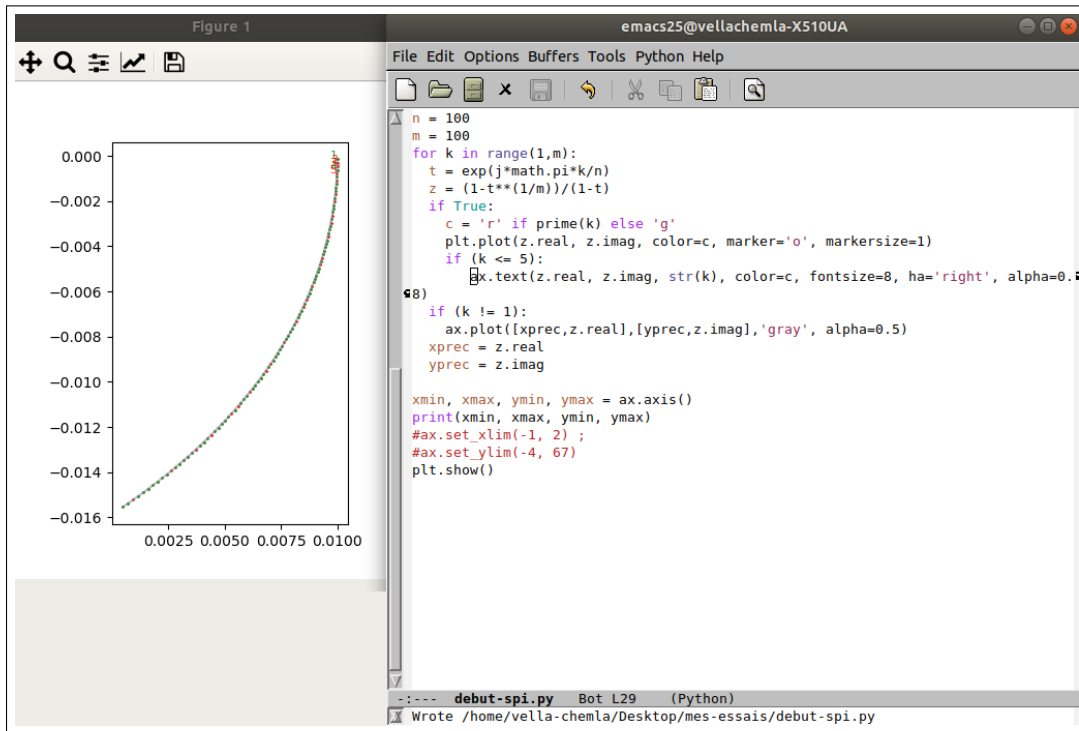 Figure 1
0.000
−0.002
−0.004
−0.006
−0.008
−0.010
−0.012
−0.014
−0.016
0.0025 0.0050 0.0075 0.0100
emacs25@vellachemla-X510UA
File Edit Options Buffers Tools Python Help
n = 100
m = 100
for k in range(1,m):
  t = exp(j*math.pi*k/n)
  z = (1-t**(1/m))/(1-t)
  if True:
    c = 'r' if prime(k) else 'g'
    plt.plot(z.real, z.imag, color=c, marker='o', markersize=1)
    if (k <= 5):
      ax.text(z.real, z.imag, str(k), color=c, fontsize=8, ha='right', alpha=0.
8)
  if (k != 1):
    ax.plot([xprec,z.real],[yprec,z.imag],'gray', alpha=0.5)
  xprec = z.real
  yprec = z.imag
xmin, xmax, ymin, ymax = ax.axis()
print(xmin, xmax, ymin, ymax)
#ax.set_xlim(-1, 2) ;
#ax.set_ylim(-4, 67)
plt.show()
-:--- debut-spi.py Bot L29 (Python)
Wrote /home/vella-chemla/Desktop/mes-essais/debut-spi.py